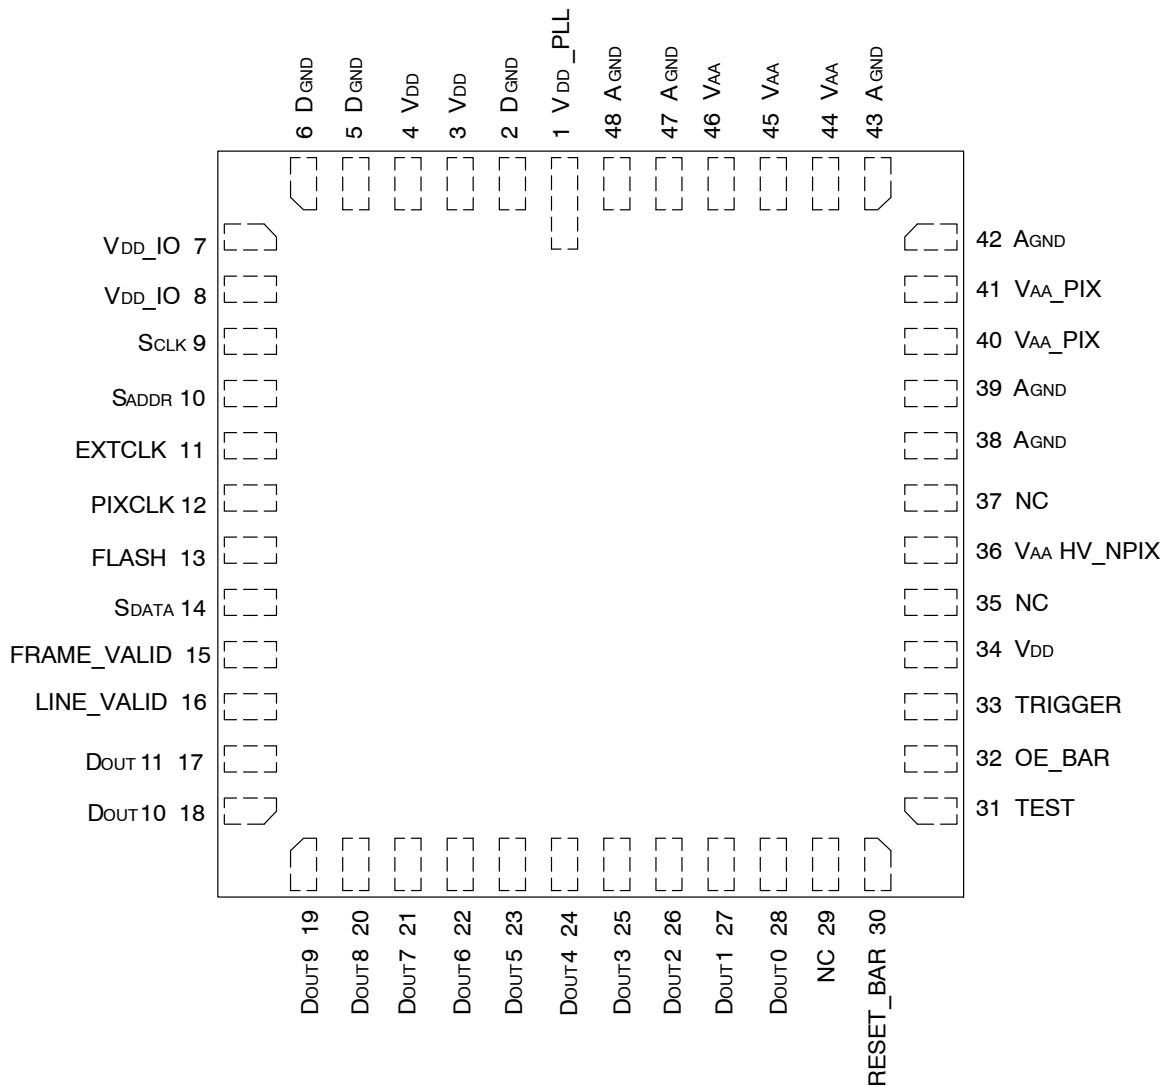 6 DGND
5 DGND
4 VDD
3 VDD
2 DGND
1 VDD_PLL
48 AGND
47 AGND
46 VAA
45 VAA
44 VAA
43 AGND
VDD_IO 7
VDD_IO 8
SCLK 9
SADDR 10
EXTCLK 11
PIXCLK 12
FLASH 13
SDATA 14
FRAME_VALID 15
LINE_VALID 16
DOUT11 17
DOUT10 18
42 AGND
41 VAA_PIX
40 VAA_PIX
39 AGND
38 AGND
37 NC
36 VAA HV_NPIX
35 NC
34 VDD
33 TRIGGER
32 OE_BAR
31 TEST
DOUT9 19
DOUT8 20
DOUT7 21
DOUT6 22
DOUT5 23
DOUT4 24
DOUT3 25
DOUT2 26
DOUT1 27
DOUT0 28
NC 29
RESET_BAR 30